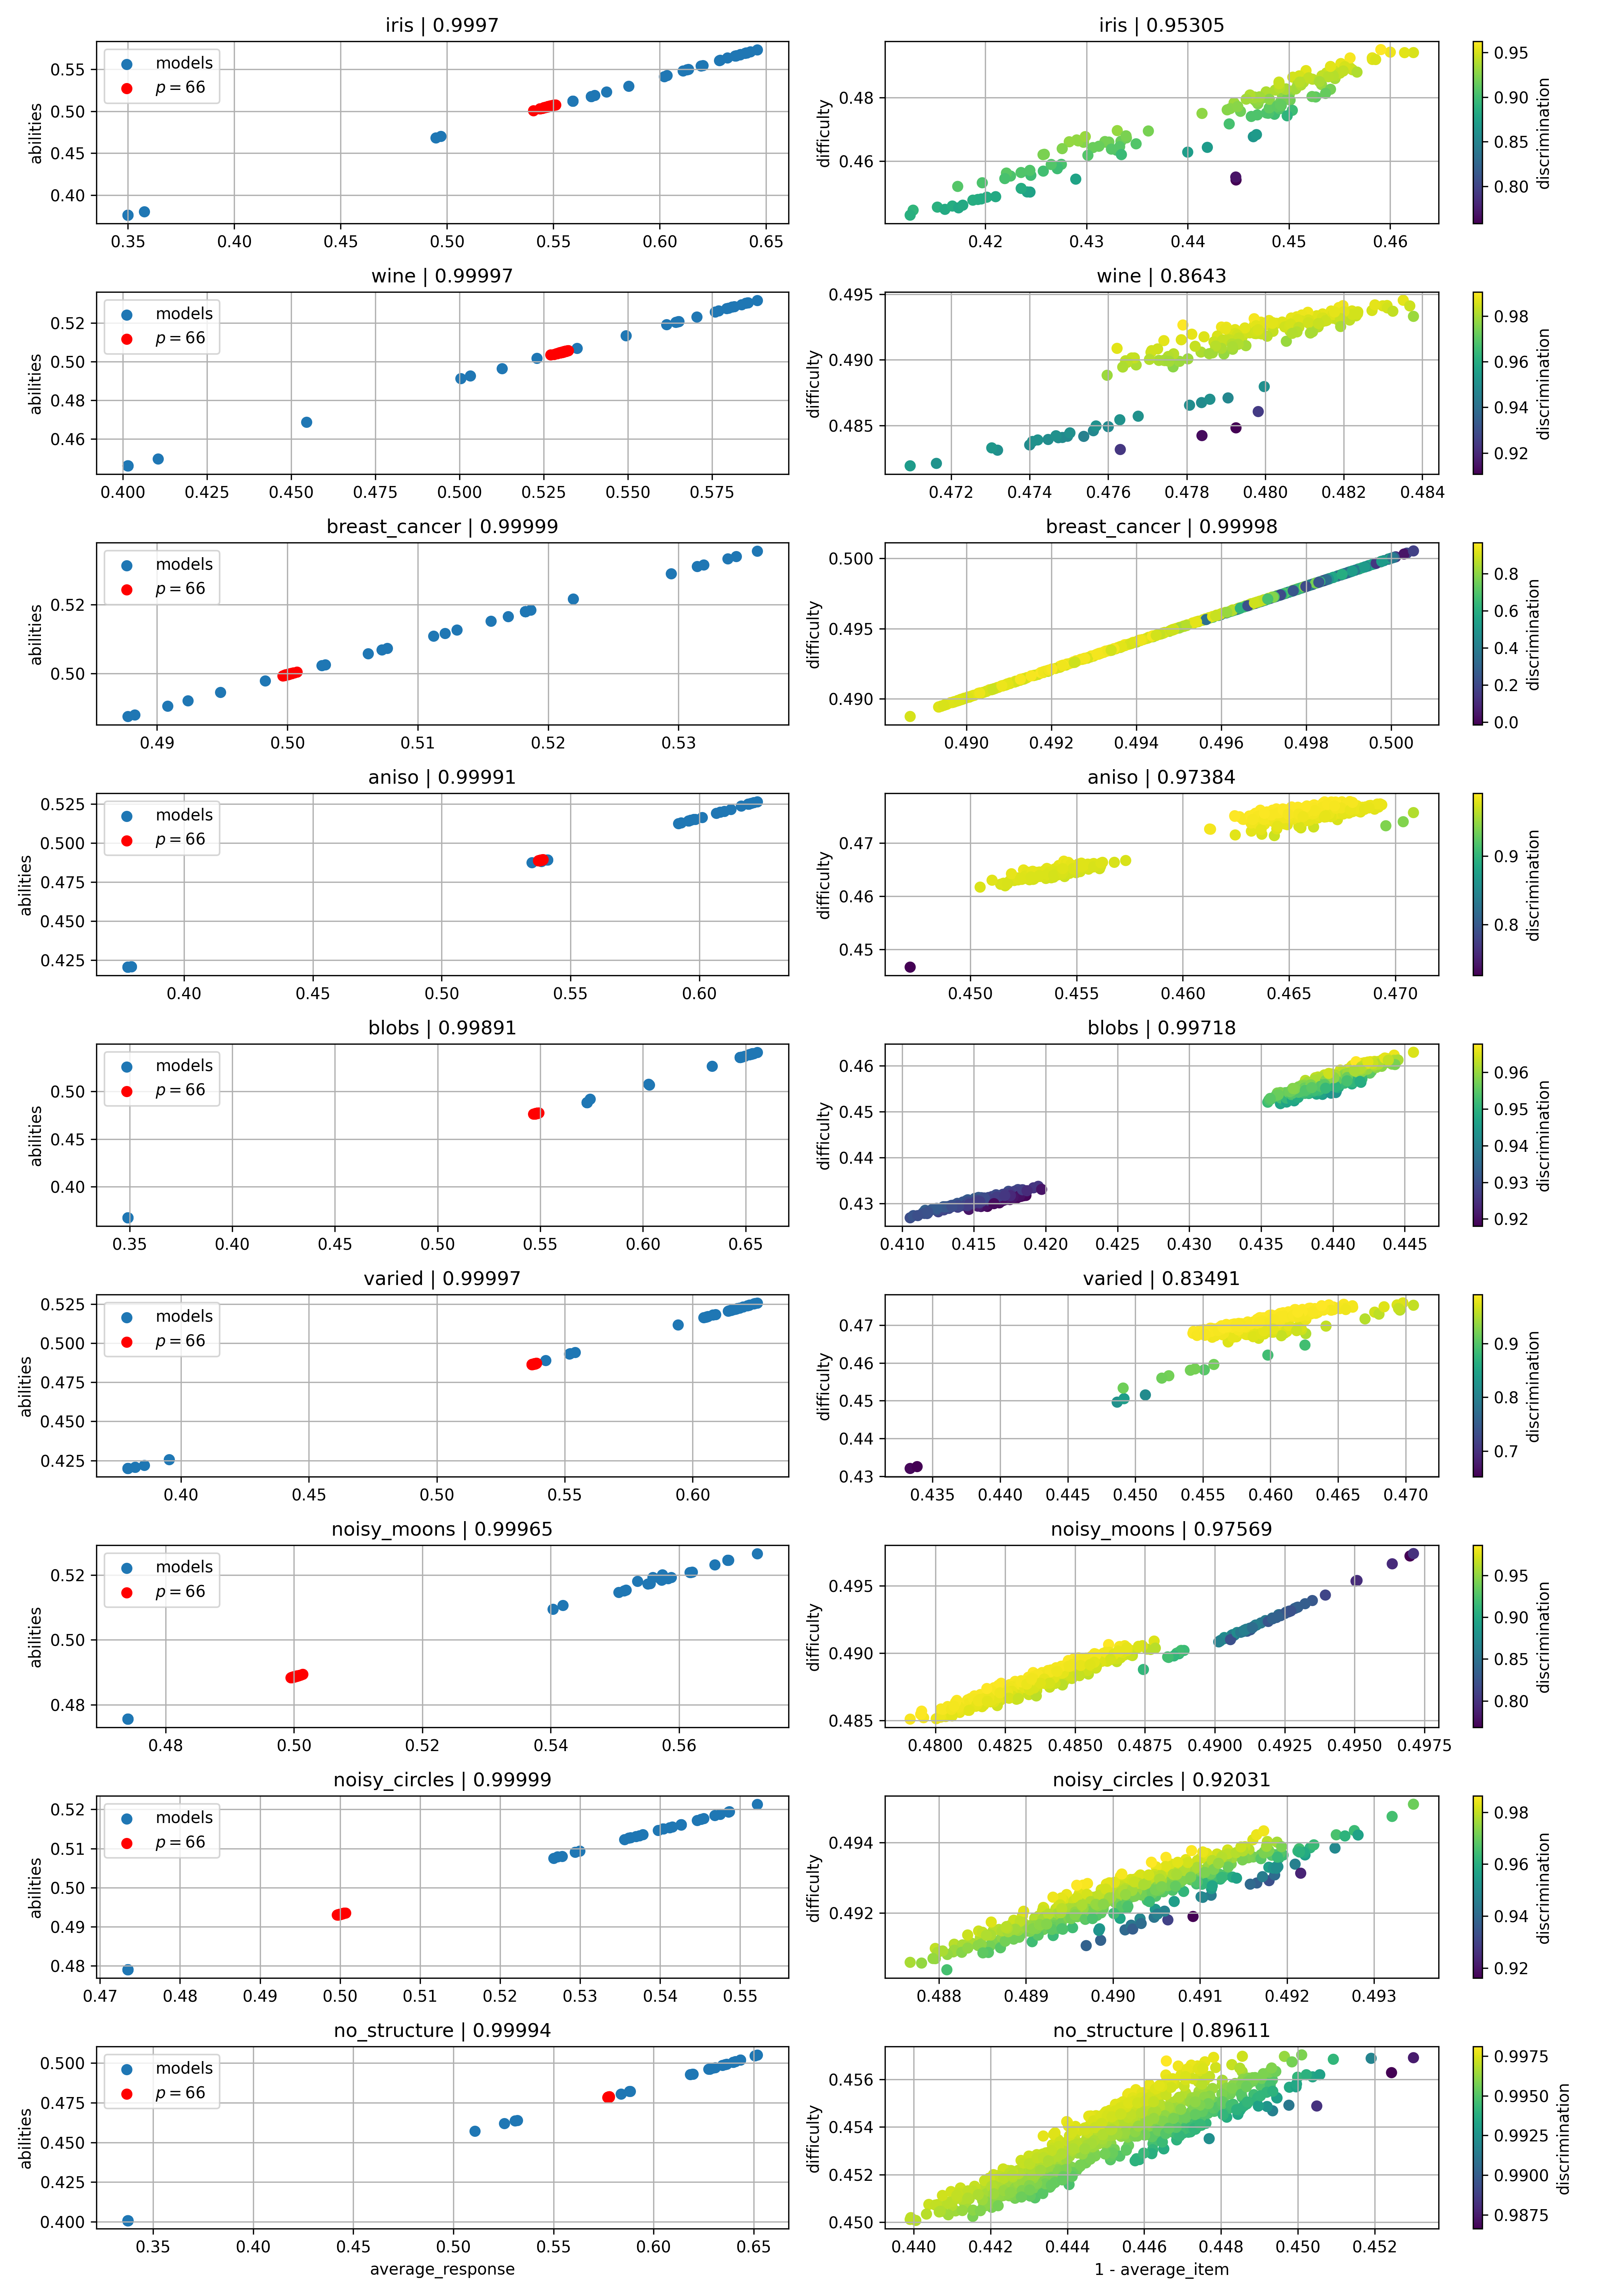 iris | 0.9997
abilities
0.55
0.50
0.45
0.40
models
p = 66
0.35 0.40 0.45 0.50 0.55 0.60 0.65
iris | 0.95305
difficulty
0.48
0.46
0.42 0.43 0.44 0.45 0.46
0.95
0.90
0.85
0.80
discrimination
wine | 0.99997
abilities
0.52
0.50
0.48
0.46
models
p = 66
0.400 0.425 0.450 0.475 0.500 0.525 0.550 0.575
wine | 0.8643
difficulty
0.495
0.490
0.485
0.472 0.474 0.476 0.478 0.480 0.482 0.484
0.98
0.96
0.94
0.92
discrimination
breast_cancer | 0.99999
abilities
0.52
0.50
models
p = 66
0.49 0.50 0.51 0.52 0.53
breast_cancer | 0.99998
difficulty
0.500
0.495
0.490
0.490 0.492 0.494 0.496 0.498 0.500
0.8
0.6
0.4
0.2
0.0
discrimination
aniso | 0.99991
abilities
0.525
0.500
0.475
0.450
0.425
models
p = 66
0.40 0.45 0.50 0.55 0.60
aniso | 0.97384
difficulty
0.47
0.46
0.45
0.450 0.455 0.460 0.465 0.470
0.9
0.8
discrimination
blobs | 0.99891
abilities
0.50
0.45
0.40
models
p = 66
0.35 0.40 0.45 0.50 0.55 0.60 0.65
blobs | 0.99718
difficulty
0.46
0.45
0.44
0.43
0.410 0.415 0.420 0.425 0.430 0.435 0.440 0.445
0.96
0.95
0.94
0.93
0.92
discrimination
varied | 0.99997
abilities
0.525
0.500
0.475
0.450
0.425
models
p = 66
0.40 0.45 0.50 0.55 0.60
varied | 0.83491
difficulty
0.47
0.46
0.45
0.44
0.43
0.435 0.440 0.445 0.450 0.455 0.460 0.465 0.470
0.9
0.8
0.7
discrimination
noisy_moons | 0.99965
abilities
0.52
0.50
0.48
models
p = 66
0.48 0.50 0.52 0.54 0.56
noisy_moons | 0.97569
difficulty
0.495
0.490
0.485
0.4800 0.4825 0.4850 0.4875 0.4900 0.4925 0.4950 0.4975
0.95
0.90
0.85
0.80
discrimination
noisy_circles | 0.99999
abilities
0.52
0.51
0.50
0.49
0.48
models
p = 66
0.47 0.48 0.49 0.50 0.51 0.52 0.53 0.54 0.55
noisy_circles | 0.92031
difficulty
0.494
0.492
0.488 0.489 0.490 0.491 0.492 0.493
0.98
0.96
0.94
0.92
discrimination
no_structure | 0.99994
abilities
0.500
0.475
0.450
0.425
0.400
models
p = 66
0.35 0.40 0.45 0.50 0.55 0.60 0.65
average_response
no_structure | 0.89611
difficulty
0.456
0.454
0.452
0.450
0.440 0.442 0.444 0.446 0.448 0.450 0.452
1 - average_item
0.9975
0.9950
0.9925
0.9900
0.9875
discrimination